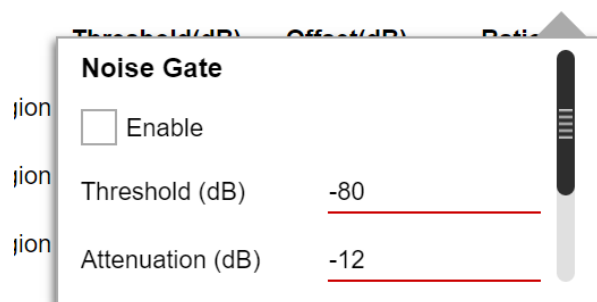 Threshold(dB) Offset(dB)
Noise Gate
Enable
Threshold (dB) -80
Attenuation (dB) -12